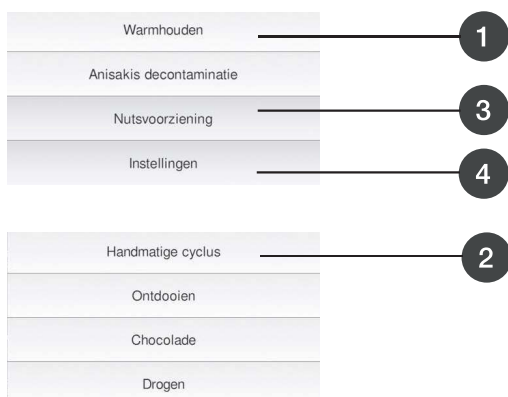 Warmhouden
1
Anisakis decontaminatie
Nutsvoorziening
3
Instellingen
4
Handmatige cyclus
2
Ontdooien
Chocolade
Drogen